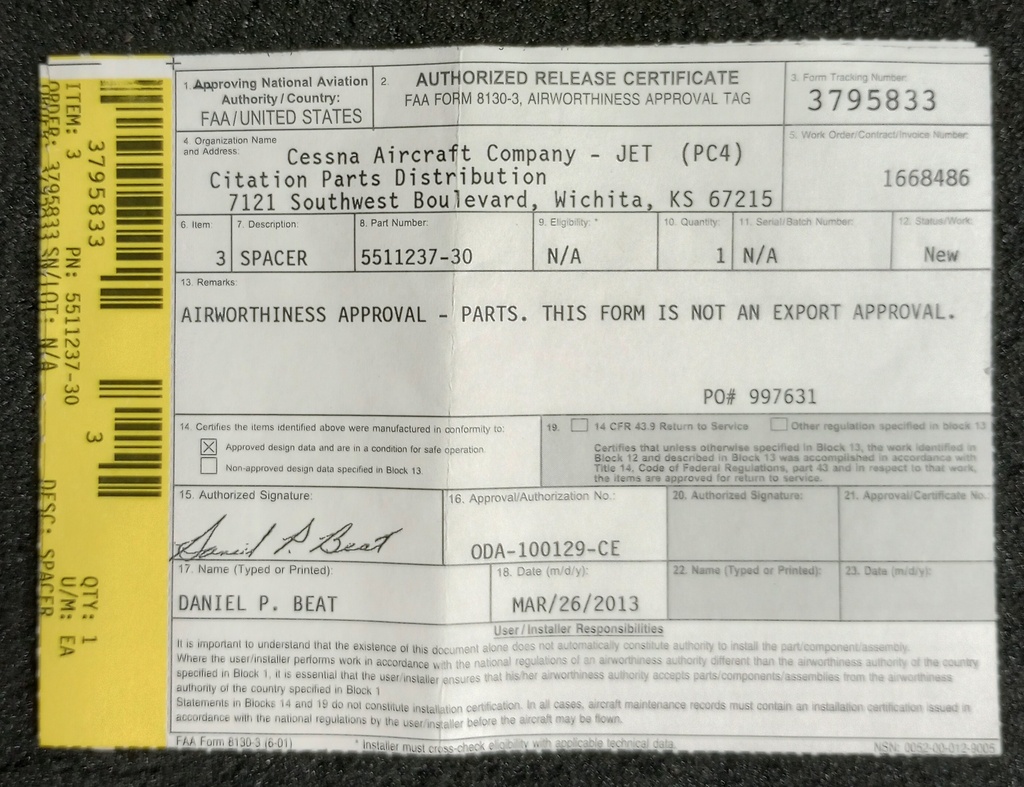 ITEM: 3
ORDER: 3795833 SN/LOT: N/A
3795833
PN: 5511237-30
3
QTY: 1
U/M: EA
DESC: SPACER
1. Approving National Aviation
Authority/Country:
FAA/UNITED STATES
2.
AUTHORIZED RELEASE CERTIFICATE
FAA FORM 8130-3, AIRWORTHINESS APPROVAL TAG
3. Form Tracking Number:
3795833
4. Organization Name
and Address:
Cessna Aircraft Company - JET (PC4)
Citation Parts Distribution
7121 Southwest Boulevard, Wichita, KS 67215
5. Work Order/Contract/Invoice Number:
1668486
6. Item:
3
7. Description:
SPACER
8. Part Number:
5511237-30
9. Eligibility: *
N/A
10. Quantity:
1
11. Serial/Batch Number:
N/A
12. Status/Work:
New
13. Remarks:
AIRWORTHINESS APPROVAL - PARTS. THIS FORM IS NOT AN EXPORT APPROVAL.
PO# 997631
14. Certifies the items identified above were manufactured in conformity to:
Approved design data and are in a condition for safe operation.
Non-approved design data specified in Block 13.
19. 14 CFR 43.9 Return to Service Other regulation specified in block 13
Certifies that unless otherwise specified in Block 13, the work identified in
Block 12 and described in Block 13 was accomplished in accordance with
Title 14, Code of Federal Regulations, part 43 and in respect to that work,
the items are approved for return to service.
15. Authorized Signature:
Daniel P. Beat
16. Approval/Authorization No.:
ODA-100129-CE
20. Authorized Signature:
21. Approval/Certificate No.
17. Name (Typed or Printed):
DANIEL P. BEAT
18. Date (m/d/y):
MAR/26/2013
22. Name (Typed or Printed):
23. Date (m/d/y):
User/Installer Responsibilities
It is important to understand that the existence of this document alone does not automatically constitute authority to install the part/component/assembly.
Where the user/installer performs work in accordance with the national regulations of an airworthiness authority different than the airworthiness authority of the country
specified in Block 1, it is essential that the user/installer ensures that his/her airworthiness authority accepts parts/components/assemblies from the airworthiness
authority of the country specified in Block 1
Statements in Blocks 14 and 19 do not constitute installation certification. In all cases, aircraft maintenance records must contain an installation certification issued in
accordance with the national regulations by the user/installer before the aircraft may be flown.
FAA Form 8130-3 (6-01)
* Installer must cross-check eligibility with applicable technical data.
NSN: 0052-00-012-9005